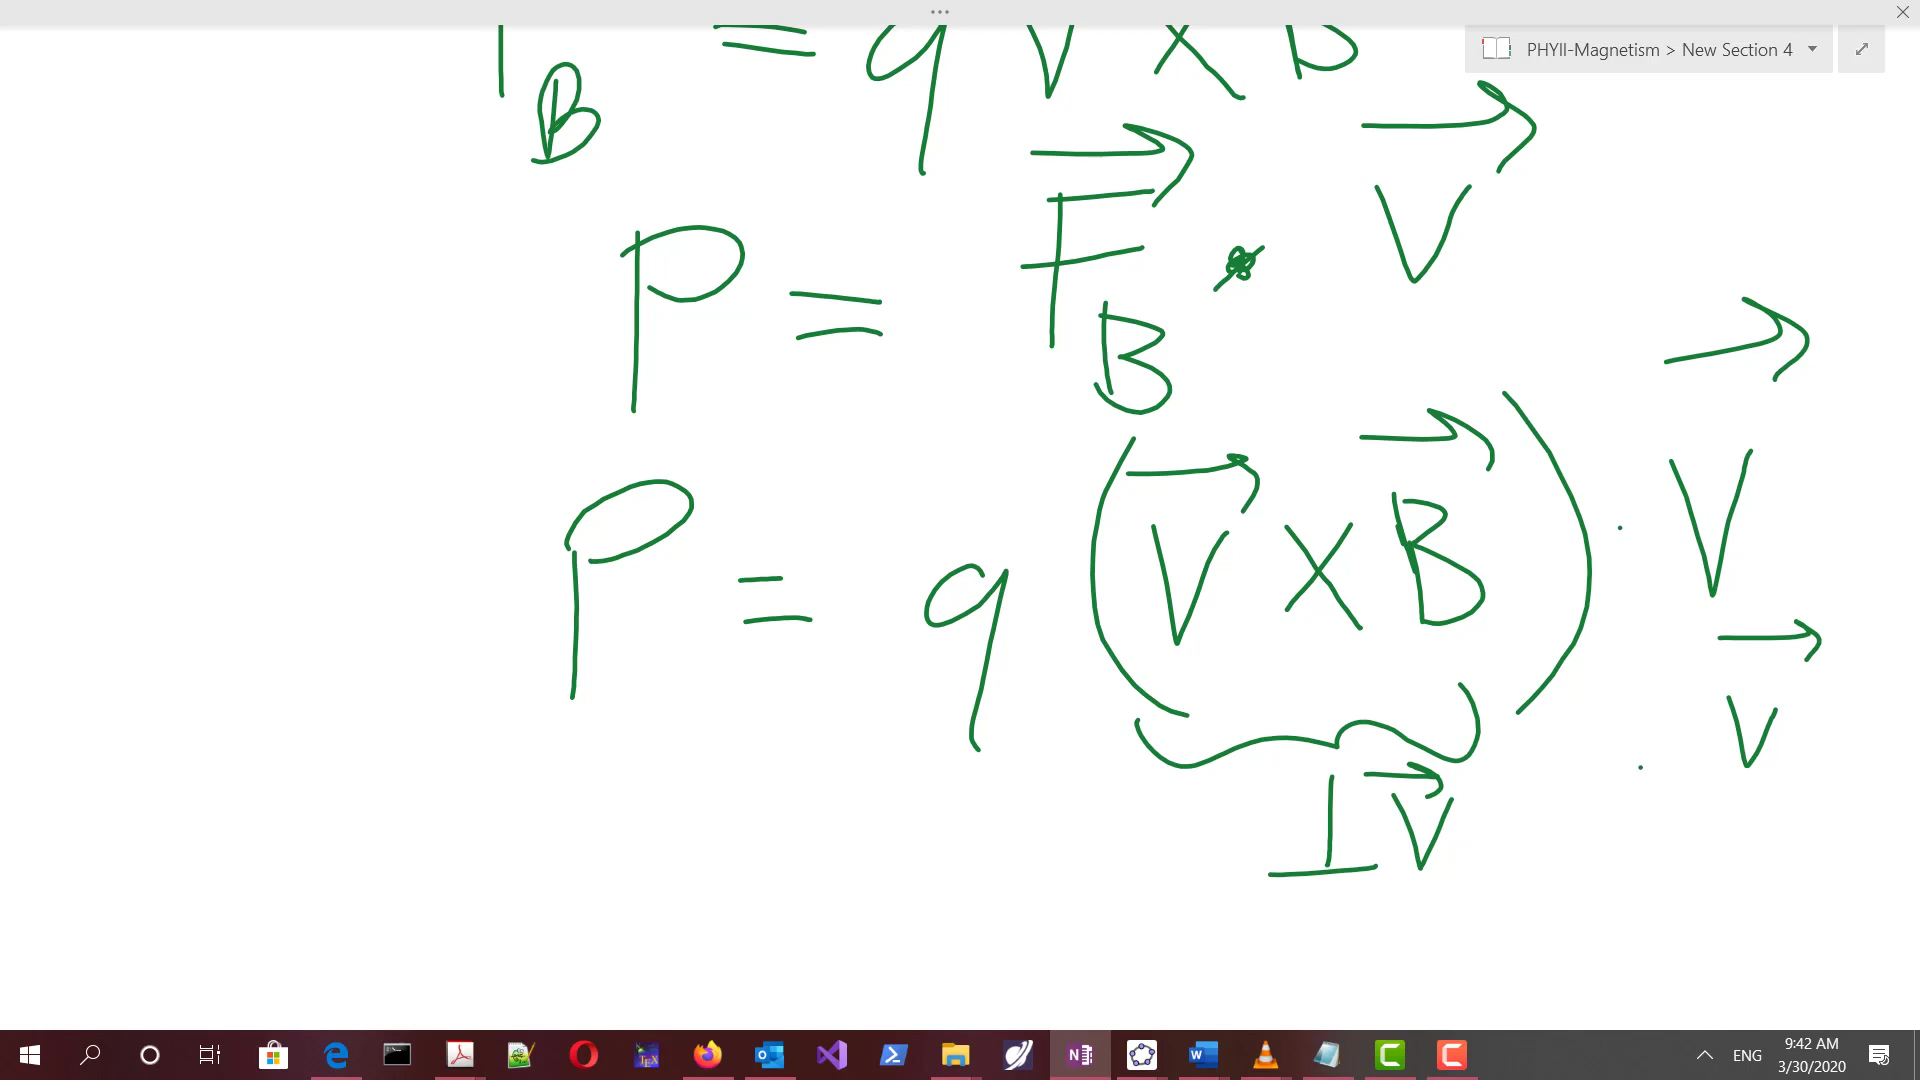 PHYII-Magnetism > New Section 4
F_B = q V × B
P = F_B · V
P = q (V × B) · V
⊥ V · V
ENG
9:42 AM
3/30/2020